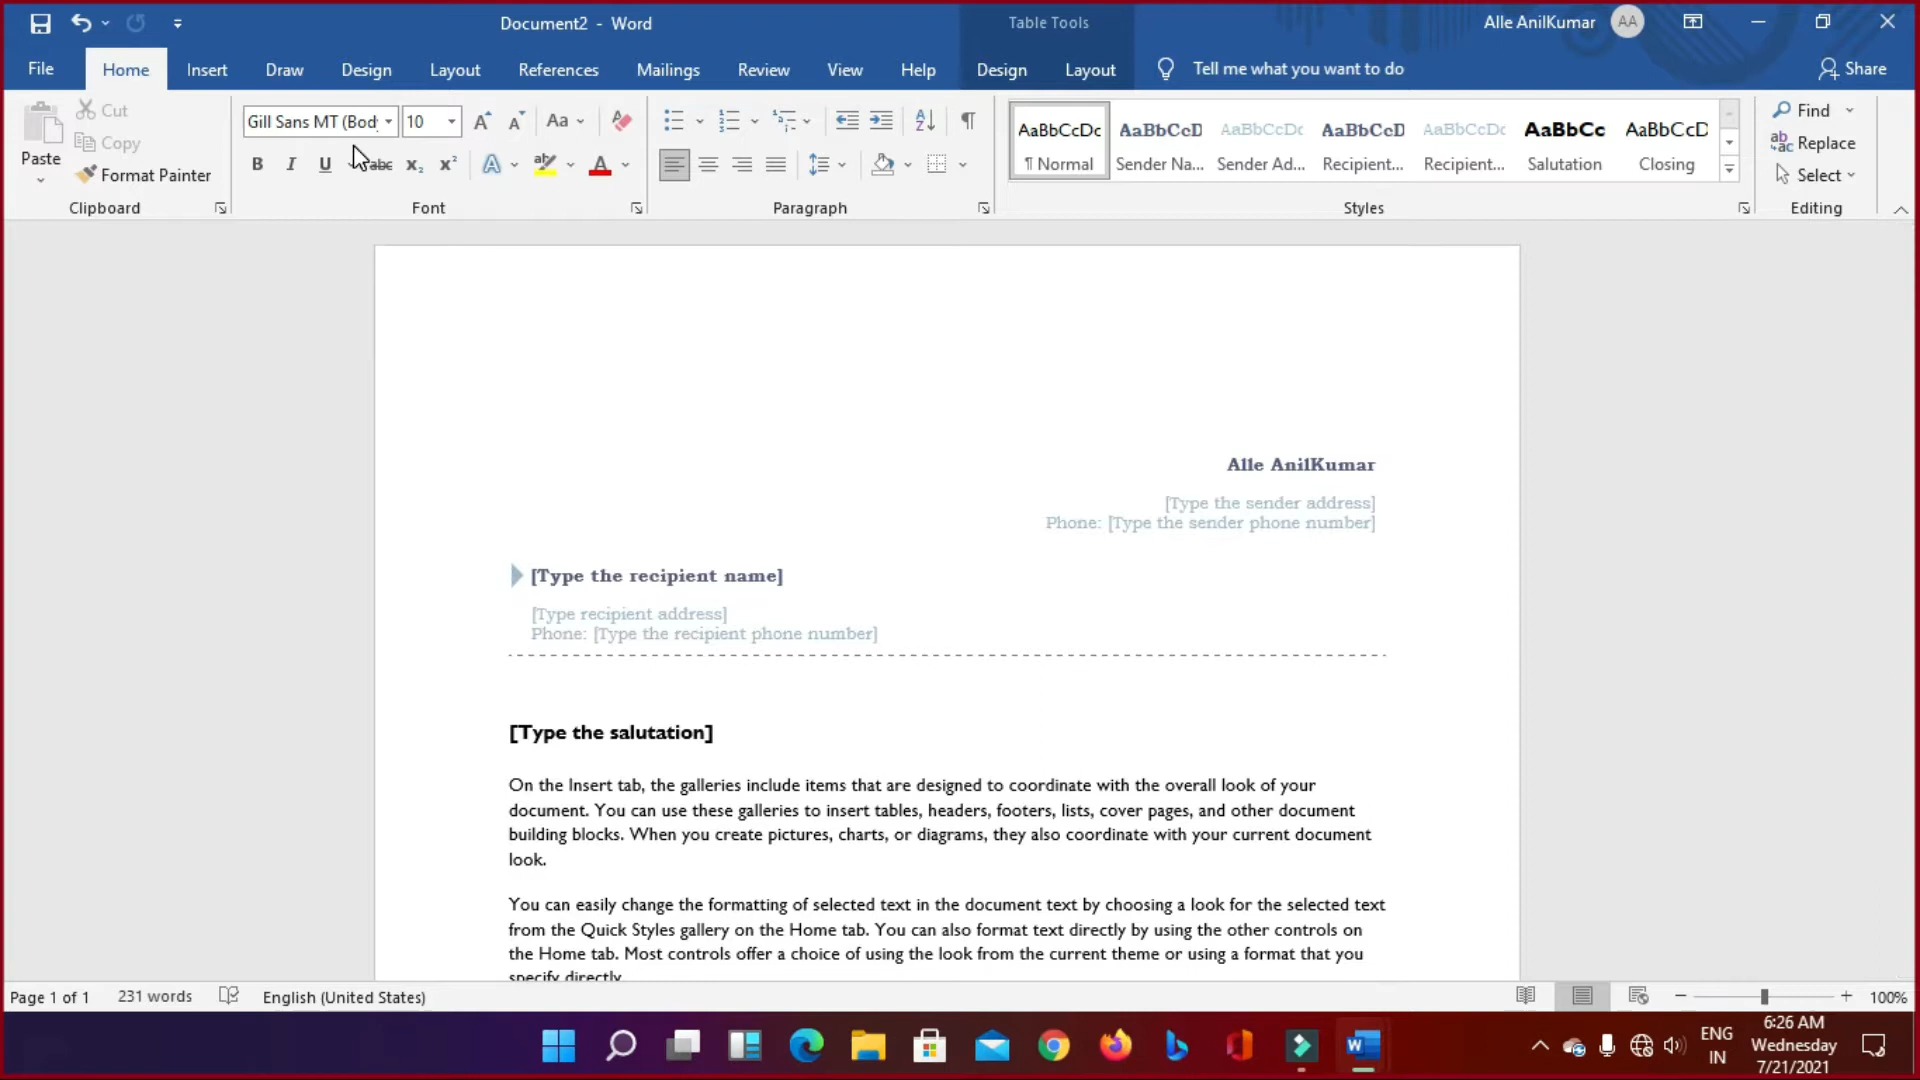 Document2 - Word
Table Tools
Alle AnilKumar
AA
File
Home
Insert
Draw
Design
Layout
References
Mailings
Review
View
Help
Design
Layout
Tell me what you want to do
Share
Paste
Cut
Copy
Format Painter
Clipboard
Gill Sans MT (Body
10
Aa
B I U abc x₂ x² A A
Font
Paragraph
AaBbCcDc
¶ Normal
AaBbCcD
Sender Na...
AaBbCcDc
Sender Ad...
AaBbCcD
Recipient...
AaBbCcDc
Recipient...
AaBbCc
Salutation
AaBbCcD
Closing
Styles
Find
Replace
Select
Editing
Alle AnilKumar
[Type the sender address]
Phone: [Type the sender phone number]
[Type the recipient name]
[Type recipient address]
Phone: [Type the recipient phone number]
[Type the salutation]
On the Insert tab, the galleries include items that are designed to coordinate with the overall look of your
document. You can use these galleries to insert tables, headers, footers, lists, cover pages, and other document
building blocks. When you create pictures, charts, or diagrams, they also coordinate with your current document
look.
You can easily change the formatting of selected text in the document text by choosing a look for the selected text
from the Quick Styles gallery on the Home tab. You can also format text directly by using the other controls on
the Home tab. Most controls offer a choice of using the look from the current theme or using a format that you
specify directly.
Page 1 of 1
231 words
English (United States)
100%
ENG
IN
6:26 AM
Wednesday
7/21/2021